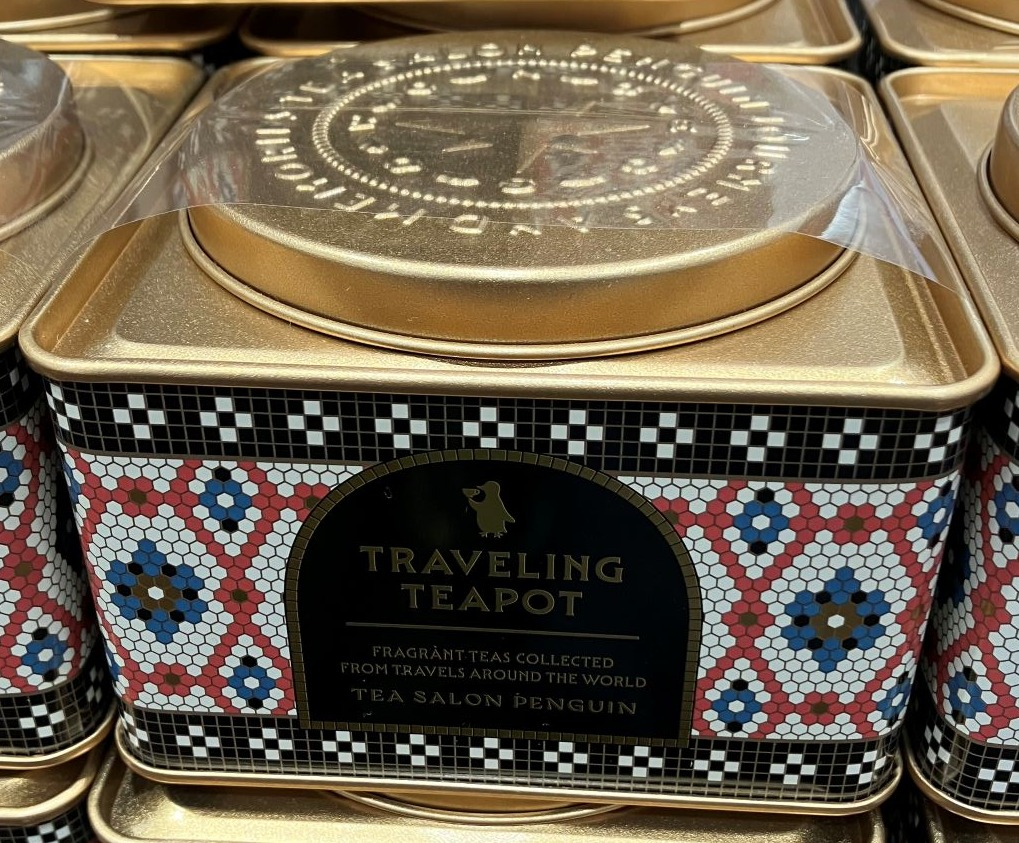 TRAVELING
TEAPOT
FRAGRANT TEAS COLLECTED
FROM TRAVELS AROUND THE WORLD
TEA SALON PENGUIN